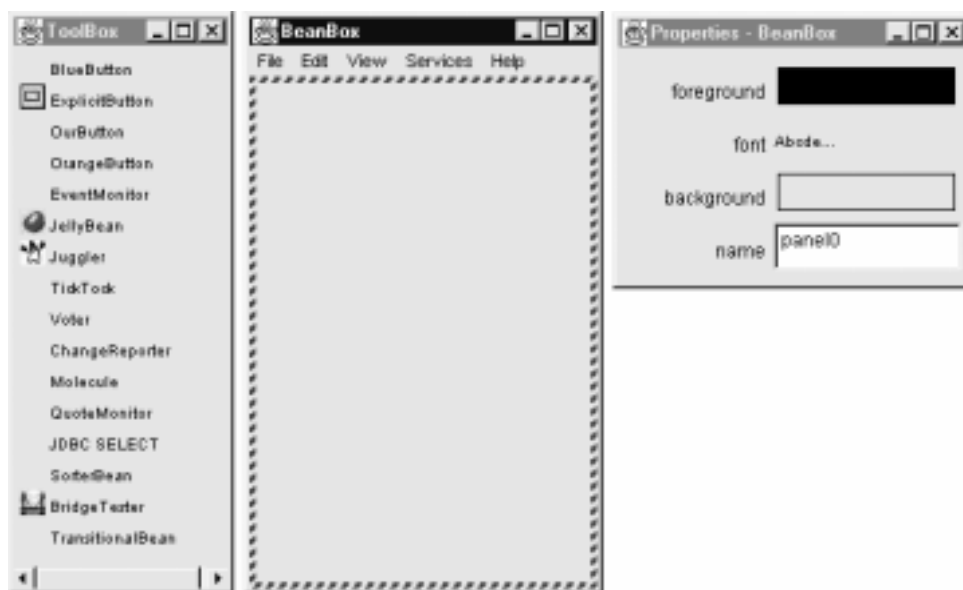 ToolBox
BlueButton
ExplicitButton
OurButton
OrangeButton
EventMonitor
JellyBean
Juggler
TickTock
Voter
ChangeReporter
Molecule
QuoteMonitor
JDBC SELECT
SorterBean
BridgeTester
TransitionalBean
BeanBox
File Edit View Services Help
Properties - BeanBox
foreground
font Abcde...
background
name panel0